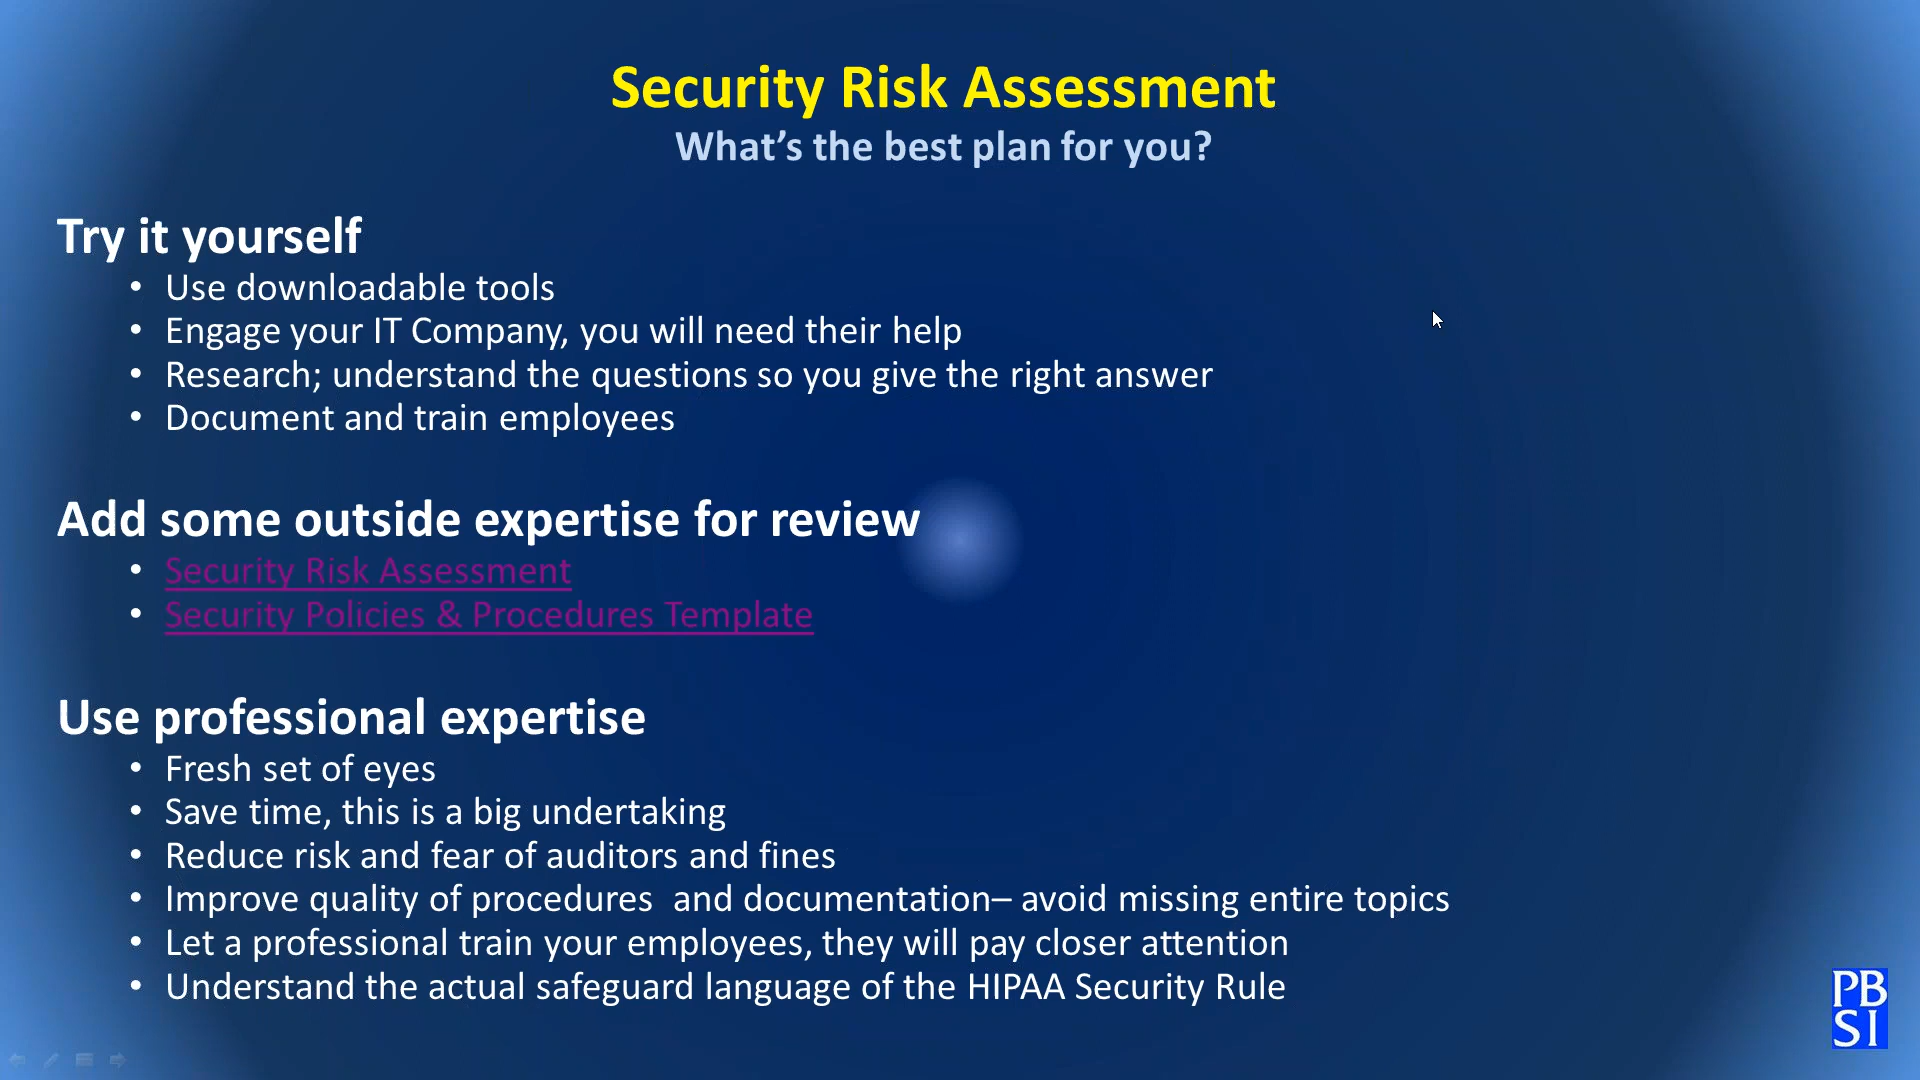 Security Risk Assessment
What’s the best plan for you?
Try it yourself
• Use downloadable tools
• Engage your IT Company, you will need their help
• Research; understand the questions so you give the right answer
• Document and train employees
Add some outside expertise for review
• Security Risk Assessment
• Security Policies & Procedures Template
Use professional expertise
• Fresh set of eyes
• Save time, this is a big undertaking
• Reduce risk and fear of auditors and fines
• Improve quality of procedures  and documentation– avoid missing entire topics
• Let a professional train your employees, they will pay closer attention
• Understand the actual safeguard language of the HIPAA Security Rule
PB
SI